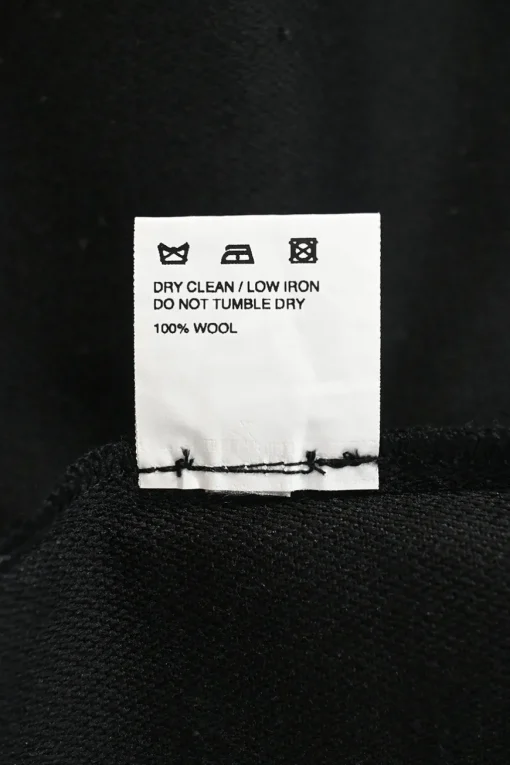 DRY CLEAN / LOW IRON
DO NOT TUMBLE DRY
100% WOOL